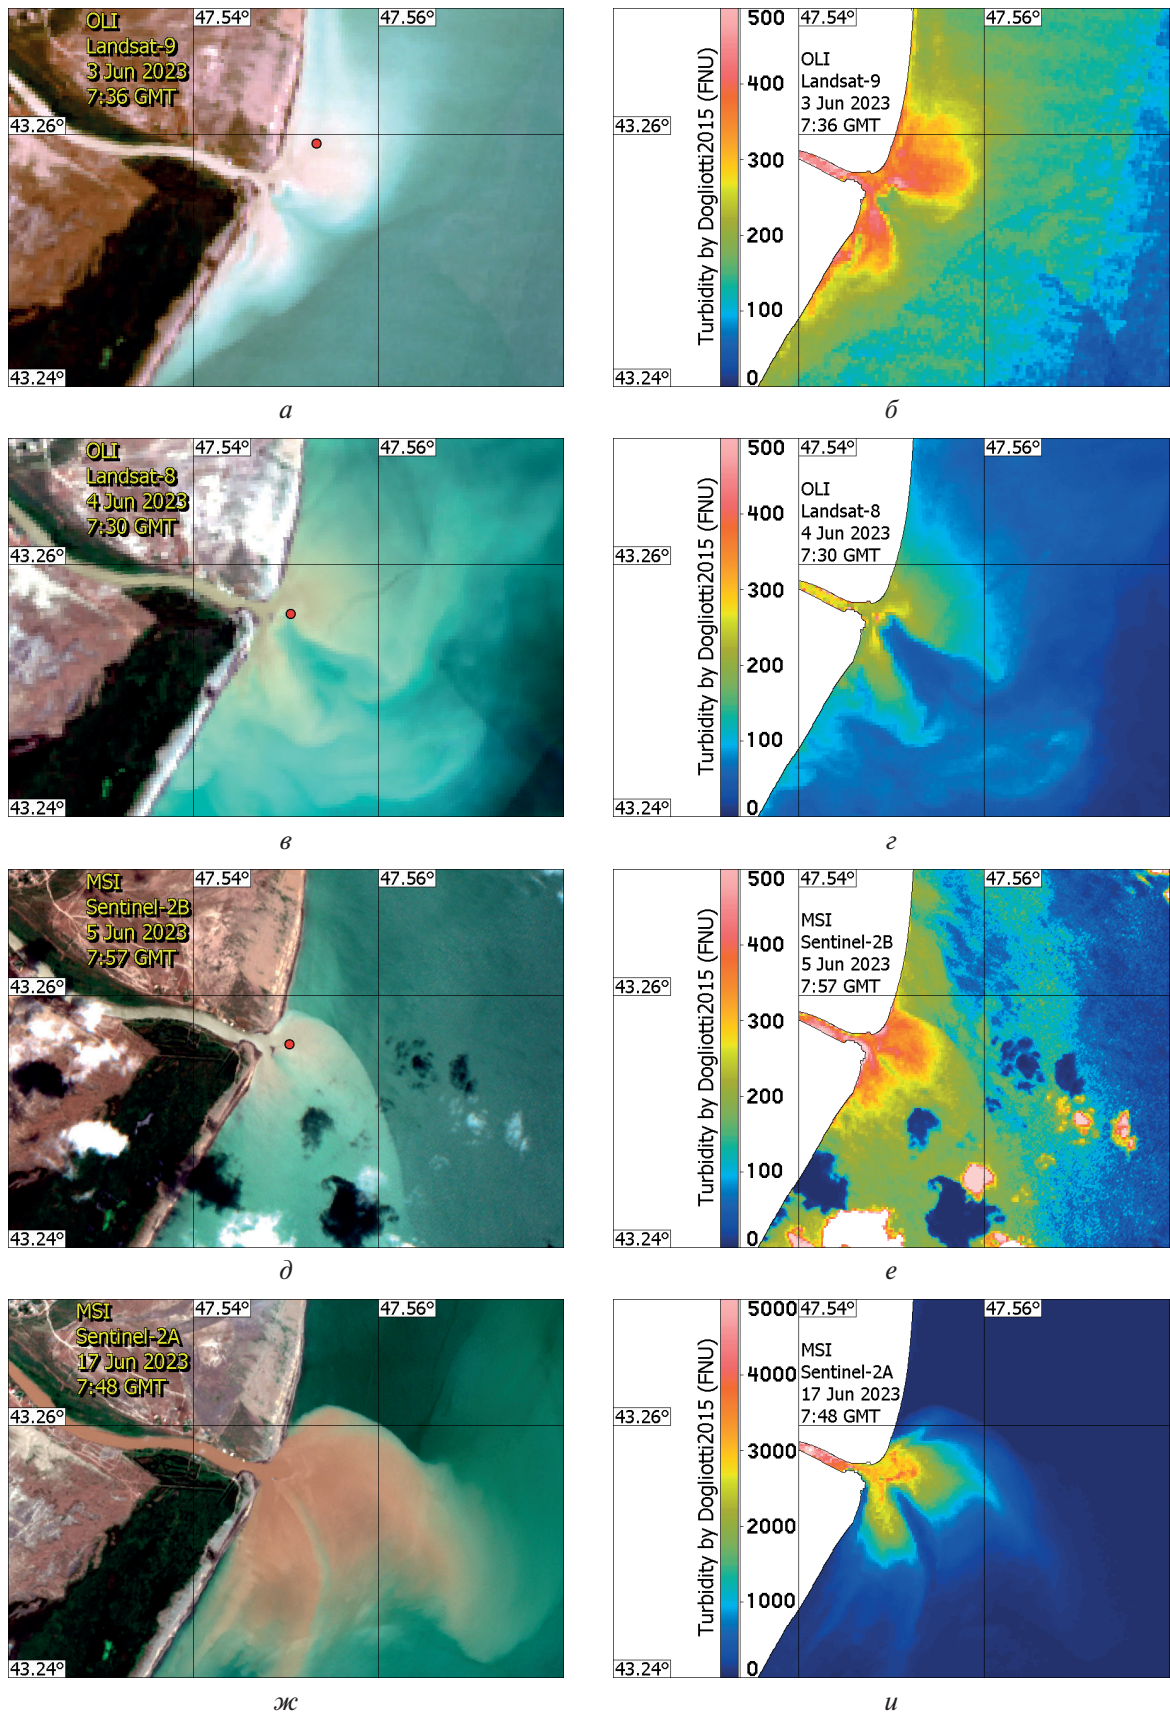 47.54°
47.56°
OLI
Landsat-9
3 Jun 2023
7:36 GMT
43.26°
43.24°
а
500
47.54°
47.56°
400
300
200
100
0
Turbidity by Dogliotti2015 (FNU)
OLI
Landsat-9
3 Jun 2023
7:36 GMT
43.26°
43.24°
б
47.54°
47.56°
OLI
Landsat-8
4 Jun 2023
7:30 GMT
43.26°
43.24°
в
500
47.54°
47.56°
400
300
200
100
0
Turbidity by Dogliotti2015 (FNU)
OLI
Landsat-8
4 Jun 2023
7:30 GMT
43.26°
43.24°
г
47.54°
47.56°
MSI
Sentinel-2B
5 Jun 2023
7:57 GMT
43.26°
43.24°
д
500
47.54°
47.56°
400
300
200
100
0
Turbidity by Dogliotti2015 (FNU)
MSI
Sentinel-2B
5 Jun 2023
7:57 GMT
43.26°
43.24°
е
47.54°
47.56°
MSI
Sentinel-2A
17 Jun 2023
7:48 GMT
43.26°
43.24°
ж
5000
47.54°
47.56°
4000
3000
2000
1000
0
Turbidity by Dogliotti2015 (FNU)
MSI
Sentinel-2A
17 Jun 2023
7:48 GMT
43.26°
43.24°
и